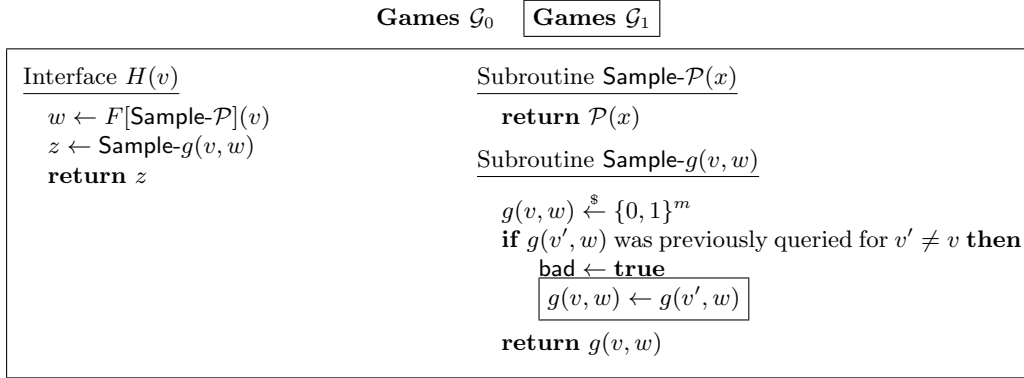 Games 𝒢₀ Games 𝒢₁
Interface H(v)
w ← F[Sample-𝒫](v)
z ← Sample-g(v, w)
return z
Subroutine Sample-𝒫(x)
return 𝒫(x)
Subroutine Sample-g(v, w)
g(v, w) ←$ {0, 1}ᵐ
if g(v′, w) was previously queried for v′ ≠ v then
bad ← true
g(v, w) ← g(v′, w)
return g(v, w)